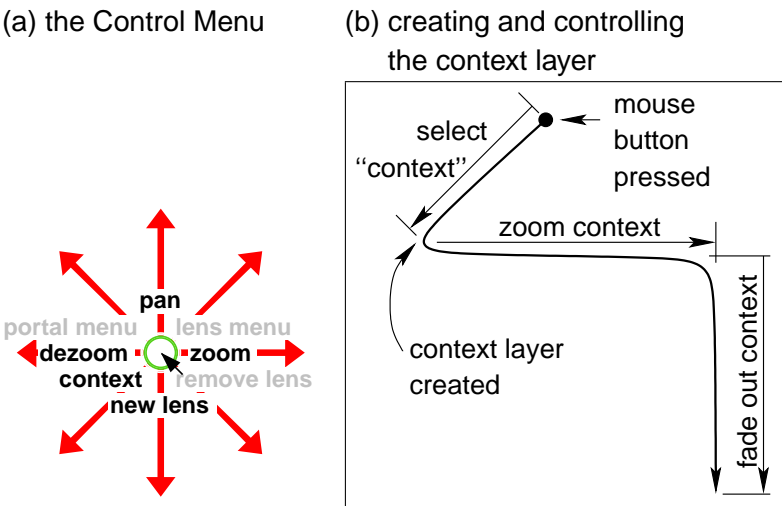 (a) the Control Menu
pan
portal menu lens menu
dezoom zoom
context remove lens
new lens
(b) creating and controlling
the context layer
mouse
button
pressed
select
“context”
zoom context
context layer
created
fade out context